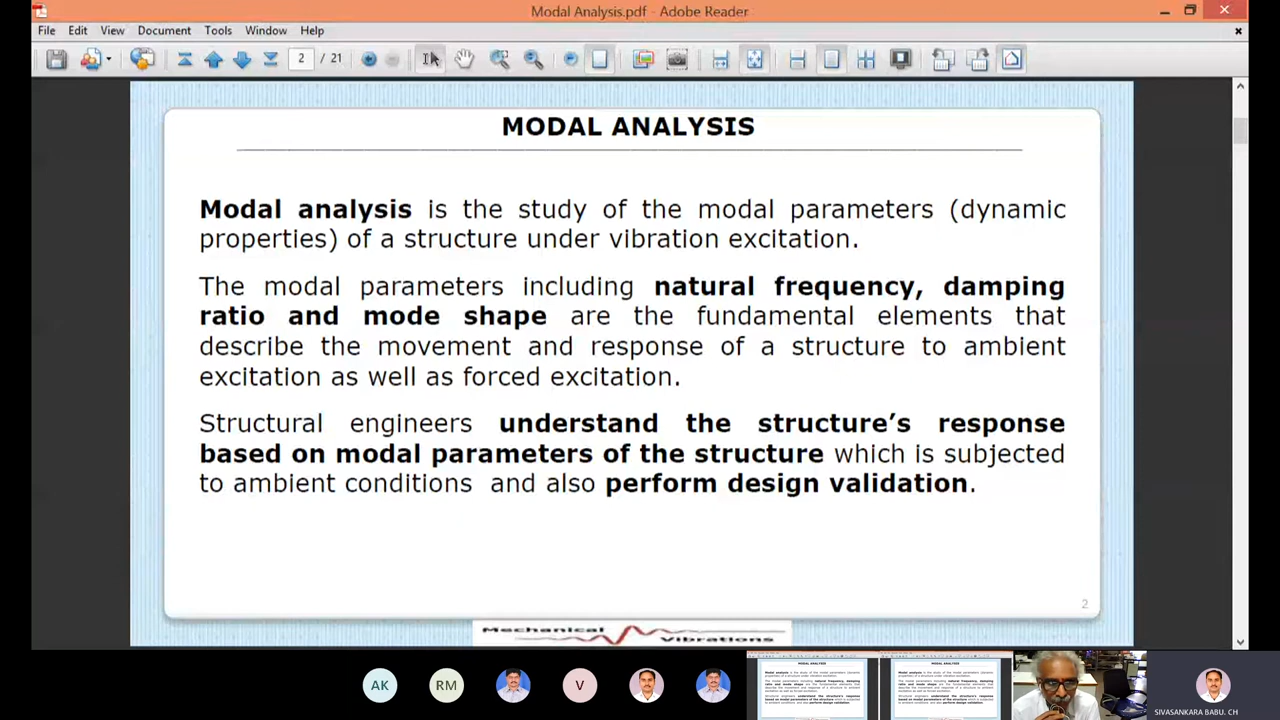 Modal Analysis.pdf - Adobe Reader
File Edit View Document Tools Window Help
2 / 21
MODAL ANALYSIS
Modal analysis is the study of the modal parameters (dynamic
properties) of a structure under vibration excitation.
The modal parameters including natural frequency, damping
ratio and mode shape are the fundamental elements that
describe the movement and response of a structure to ambient
excitation as well as forced excitation.
Structural engineers understand the structure’s response
based on modal parameters of the structure which is subjected
to ambient conditions and also perform design validation.
2
Mechanical Vibrations
AK RM V
MODAL ANALYSIS MODAL ANALYSIS
SIVASANKARA BABU. CH